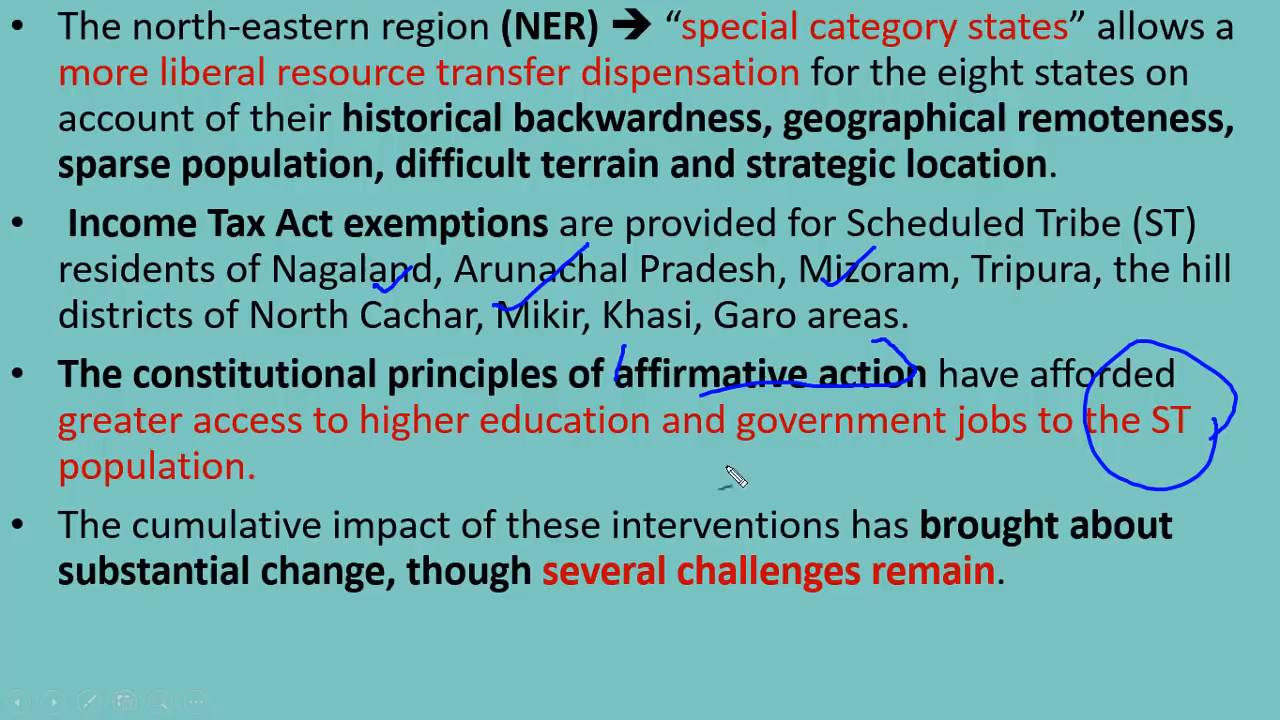 • The north-eastern region (NER) ➔ “special category states” allows a
more liberal resource transfer dispensation for the eight states on
account of their historical backwardness, geographical remoteness,
sparse population, difficult terrain and strategic location.
• Income Tax Act exemptions are provided for Scheduled Tribe (ST)
residents of Nagaland, Arunachal Pradesh, Mizoram, Tripura, the hill
districts of North Cachar, Mikir, Khasi, Garo areas.
• The constitutional principles of affirmative action have afforded
greater access to higher education and government jobs to the ST
population.
• The cumulative impact of these interventions has brought about
substantial change, though several challenges remain.